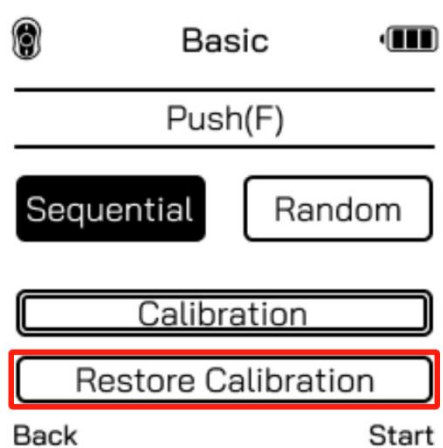 Basic
Push(F)
Sequential Random
Calibration
Restore Calibration
Back Start